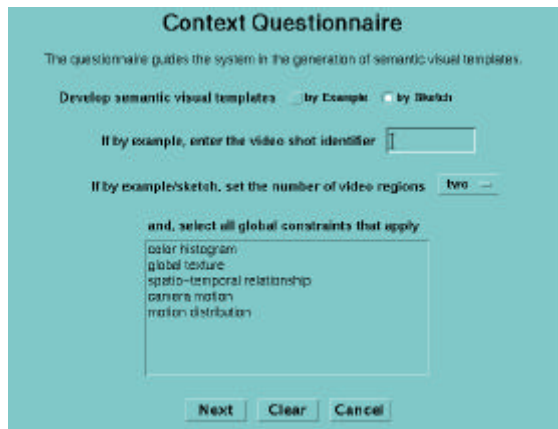 Context Questionnaire
The questionnaire guides the system in the generation of semantic visual templates.
Develop semantic visual templates by Example by Sketch
If by example, enter the video shot identifier
If by example/sketch, set the number of video regions two
and, select all global constraints that apply
color histogram
global texture
spatio-temporal relationship
camera motion
motion distribution
Next Clear Cancel